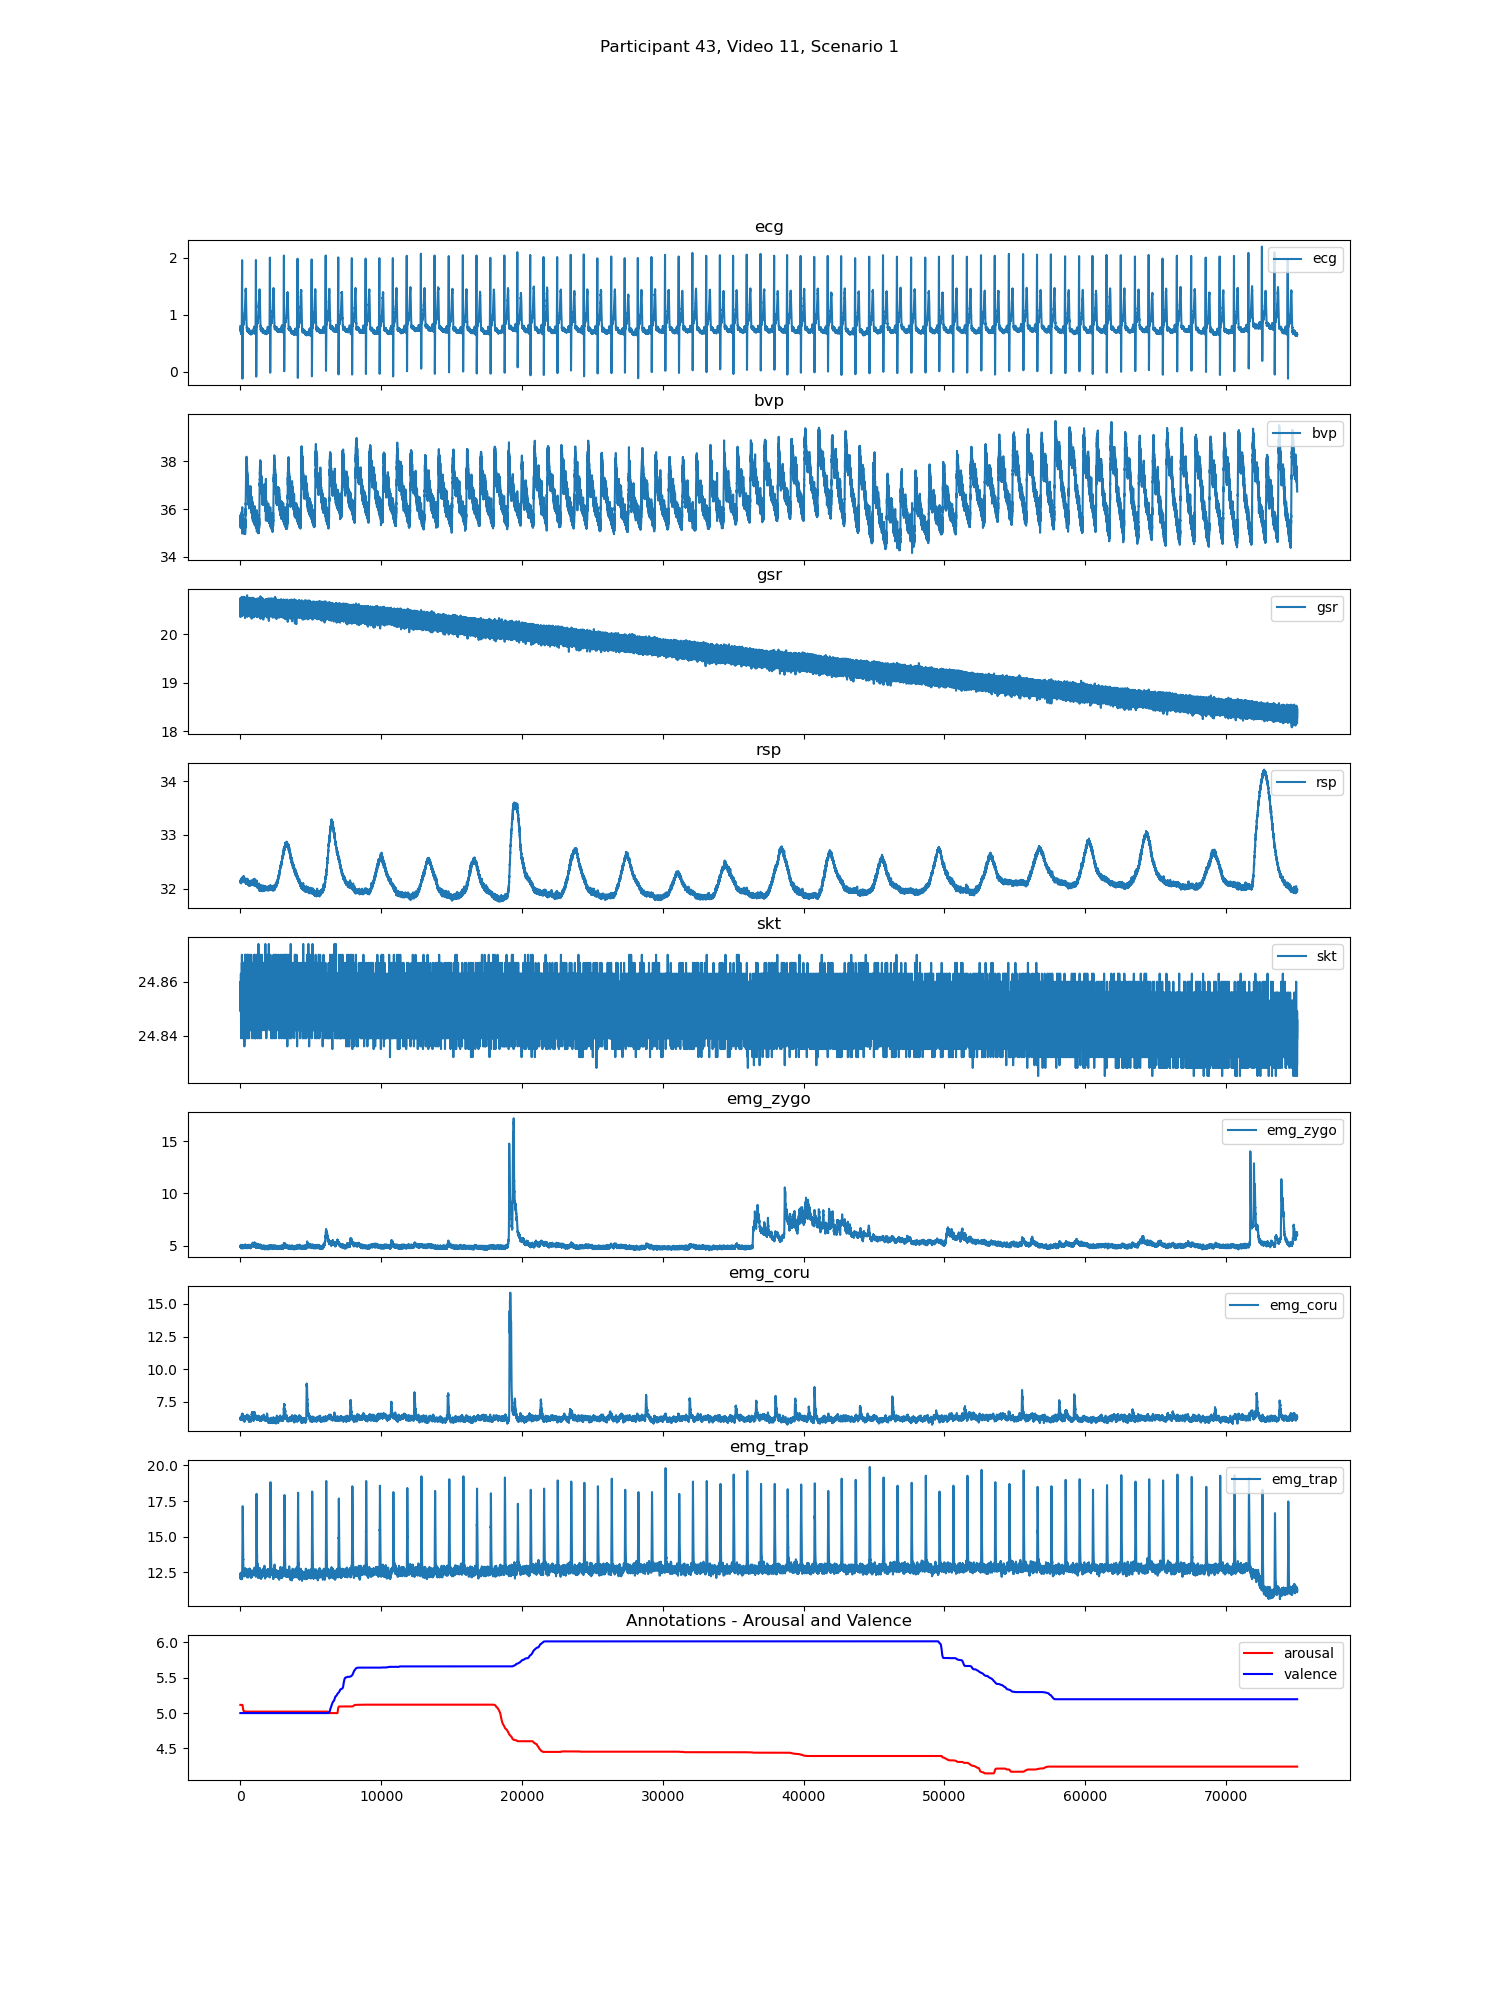 Participant 43, Video 11, Scenario 1
ecg
2
1
0
ecg
bvp
38
36
34
bvp
gsr
20
19
18
gsr
rsp
34
33
32
rsp
skt
24.86
24.84
skt
emg_zygo
15
10
5
emg_zygo
emg_coru
15.0
12.5
10.0
7.5
emg_coru
emg_trap
20.0
17.5
15.0
12.5
emg_trap
Annotations - Arousal and Valence
6.0
5.5
5.0
4.5
arousal
valence
0 10000 20000 30000 40000 50000 60000 70000